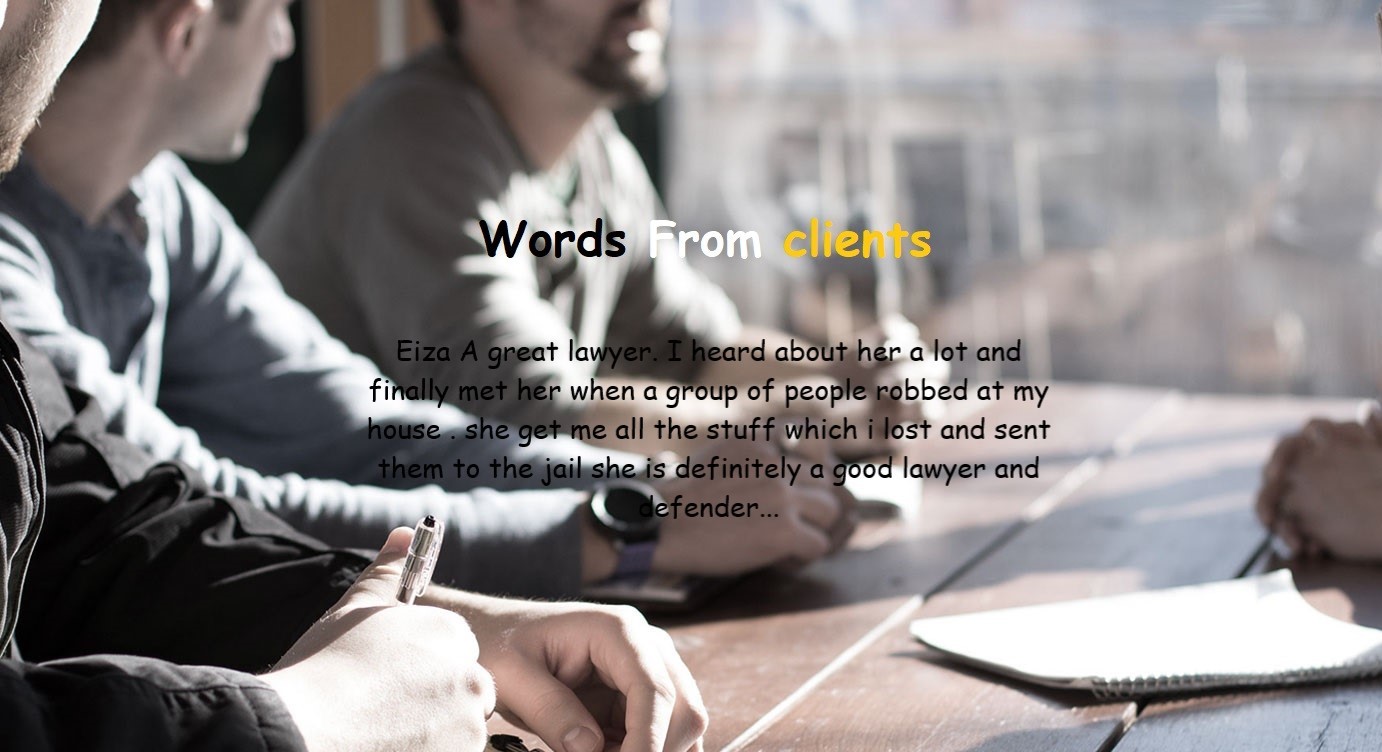 Words From clients
Eiza A great lawyer. I heard about her a lot and
finally met her when a group of people robbed at my
house . she get me all the stuff which i lost and sent
them to the jail she is definitely a good lawyer and
defender...